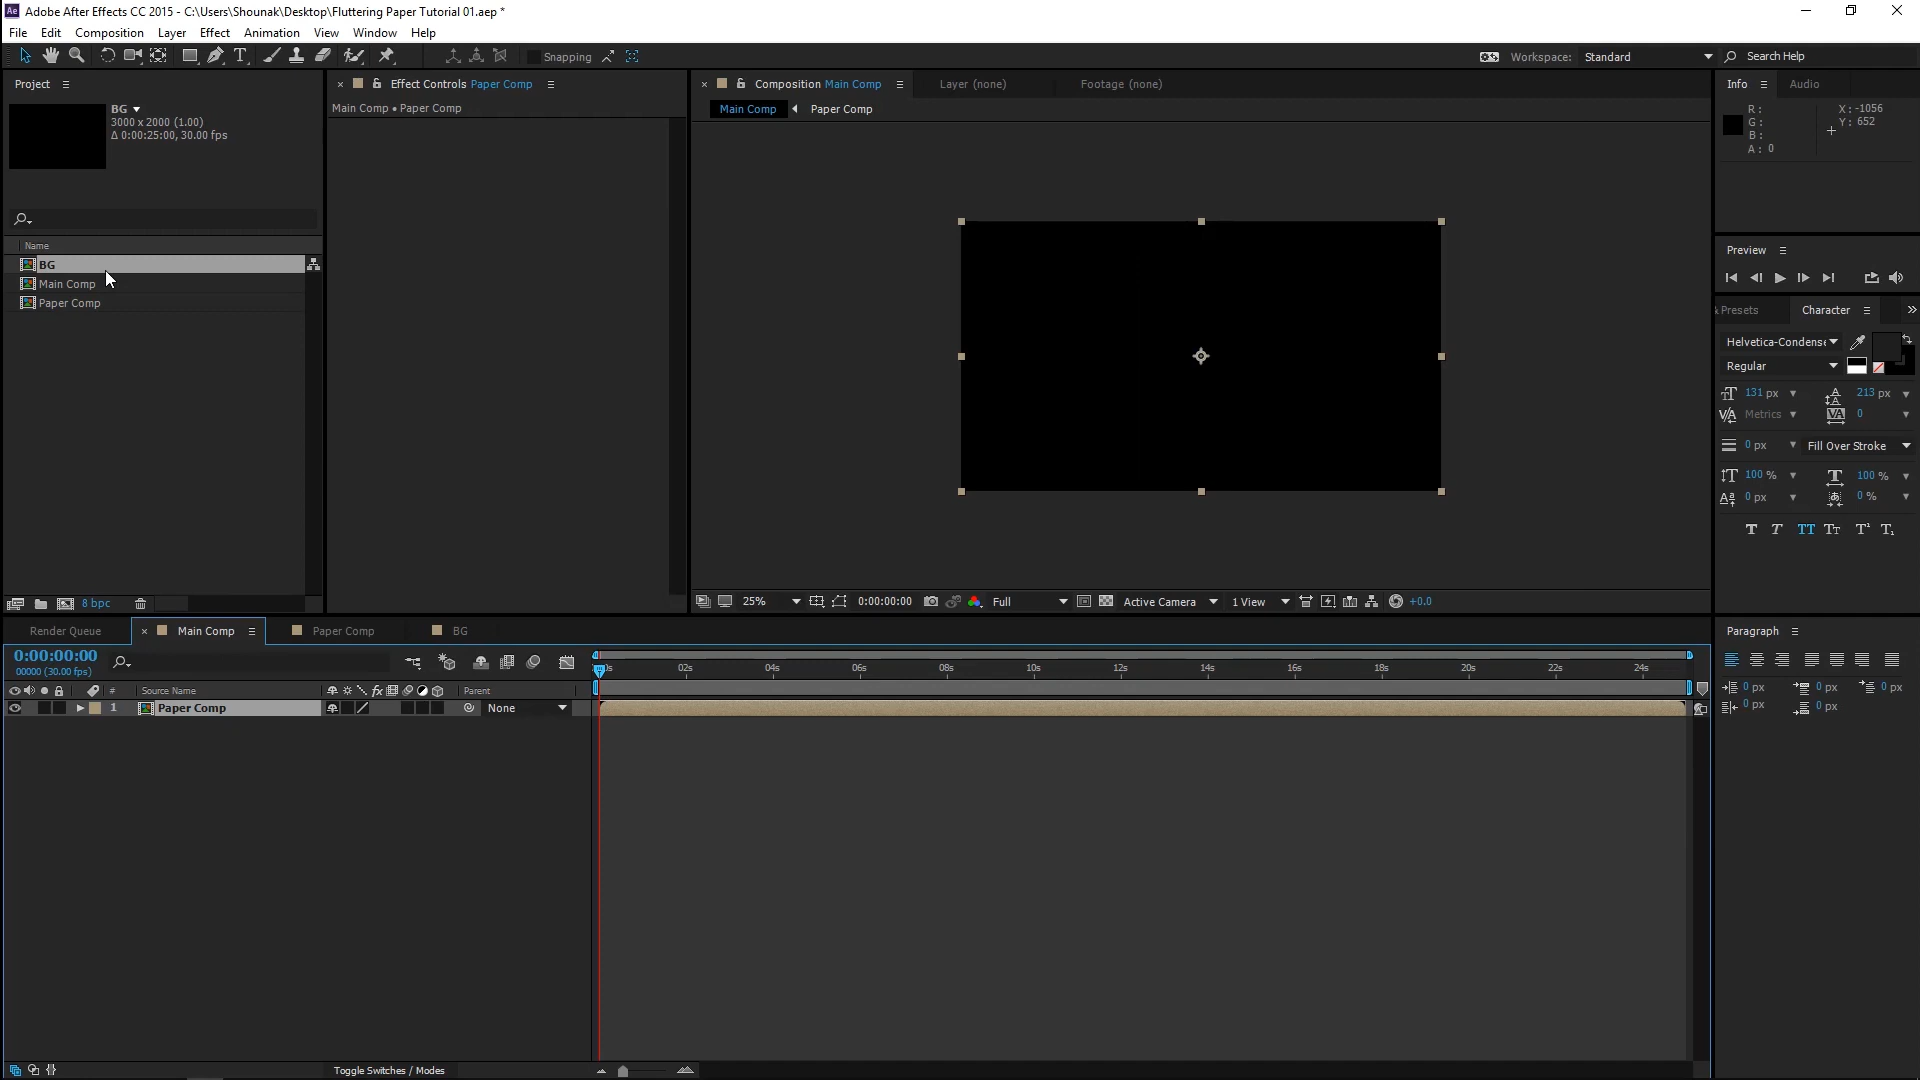 Ae Adobe After Effects CC 2015 - C:\Users\Shounak\Desktop\Fluttering Paper Tutorial 01.aep *
File Edit Composition Layer Effect Animation View Window Help
Snapping Workspace: Standard Search Help
Project
BG
3000 x 2000 (1.00)
Δ 0:00:25:00, 30.00 fps
Name
BG
Main Comp
Paper Comp
8 bpc
Effect Controls Paper Comp
Main Comp • Paper Comp
Composition Main Comp Layer (none) Footage (none)
Main Comp Paper Comp
25% 0:00:00:00 Full Active Camera 1 View +0.0
Info Audio
R: X: -1056
G: Y: 652
B:
A: 0
Preview
& Presets Character
Helvetica-Condense
Regular
131 px 213 px
Metrics 0
0 px Fill Over Stroke
100 % 100 %
0 px 0 %
T T TT Tt T¹ T₁
Render Queue Main Comp Paper Comp BG
0:00:00:00
00000 (30.00 fps)
02s 04s 06s 08s 10s 12s 14s 16s 18s 20s 22s 24s
# Source Name fx Parent
1 Paper Comp None
Toggle Switches / Modes
Paragraph
0 px 0 px 0 px
0 px 0 px